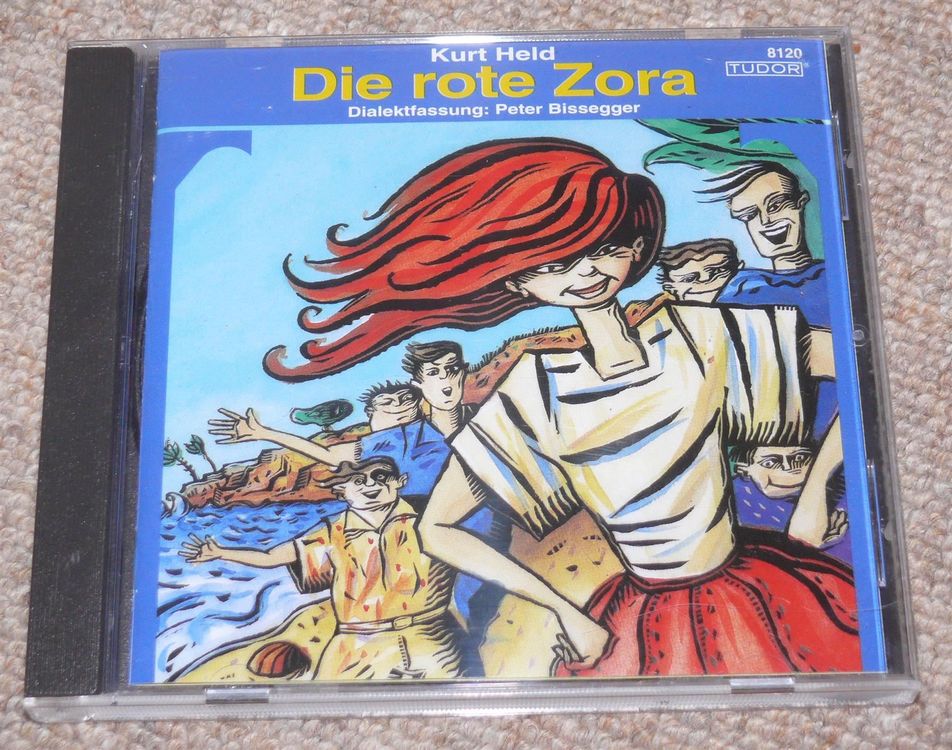 Kurt Held
8120
Die rote Zora
TUDOR®
Dialektfassung: Peter Bissegger